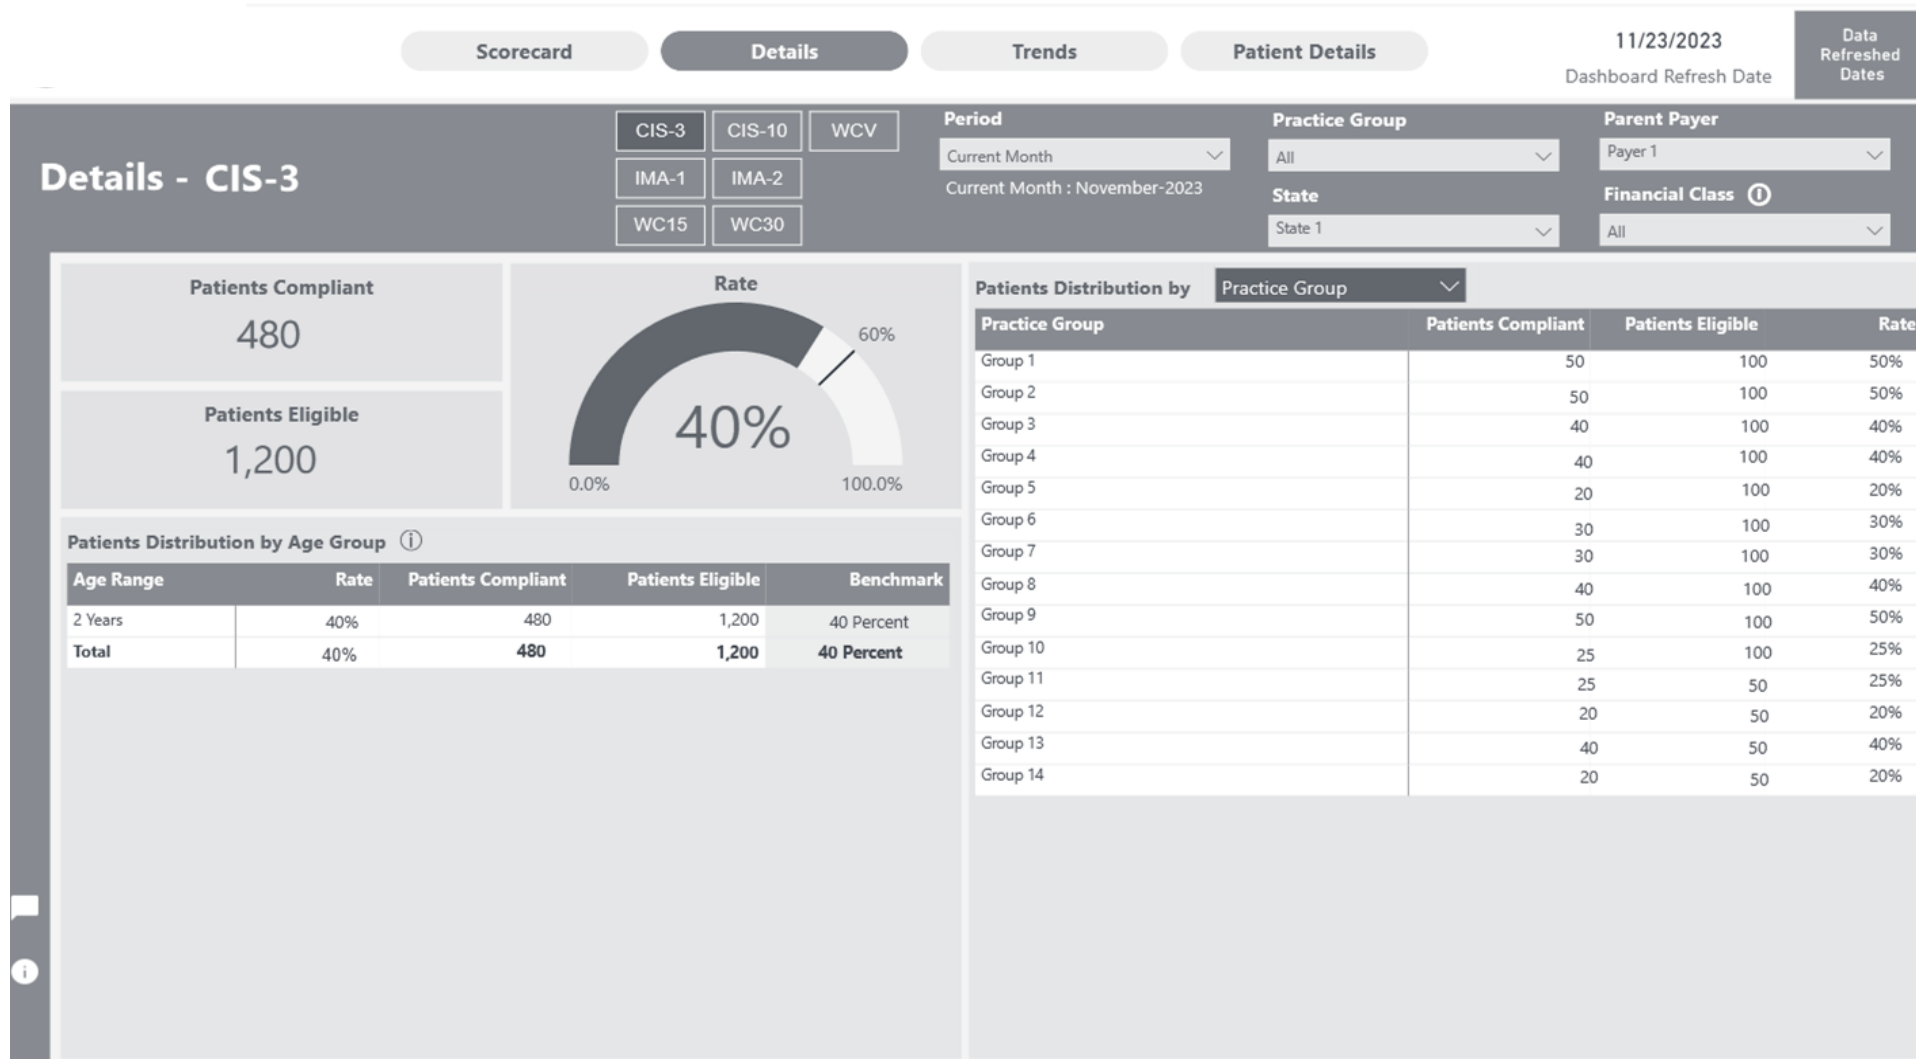 Scorecard Details Trends Patient Details
11/23/2023
Dashboard Refresh Date
Data
Refreshed
Dates
Details - CIS-3
CIS-3 CIS-10 WCV
IMA-1 IMA-2
WC15 WC30
Period
Current Month
Current Month : November-2023
Practice Group
All
State
State 1
Parent Payer
Payer 1
Financial Class
All
Patients Compliant
480
Patients Eligible
1,200
Rate
60%
40%
0.0% 100.0%
Patients Distribution by Age Group
Age Range Rate Patients Compliant Patients Eligible Benchmark
2 Years 40% 480 1,200 40 Percent
Total 40% 480 1,200 40 Percent
Patients Distribution by Practice Group
Practice Group Patients Compliant Patients Eligible Rate
Group 1 50 100 50%
Group 2 50 100 50%
Group 3 40 100 40%
Group 4 40 100 40%
Group 5 20 100 20%
Group 6 30 100 30%
Group 7 30 100 30%
Group 8 40 100 40%
Group 9 50 100 50%
Group 10 25 100 25%
Group 11 25 50 25%
Group 12 20 50 20%
Group 13 40 50 40%
Group 14 20 50 20%